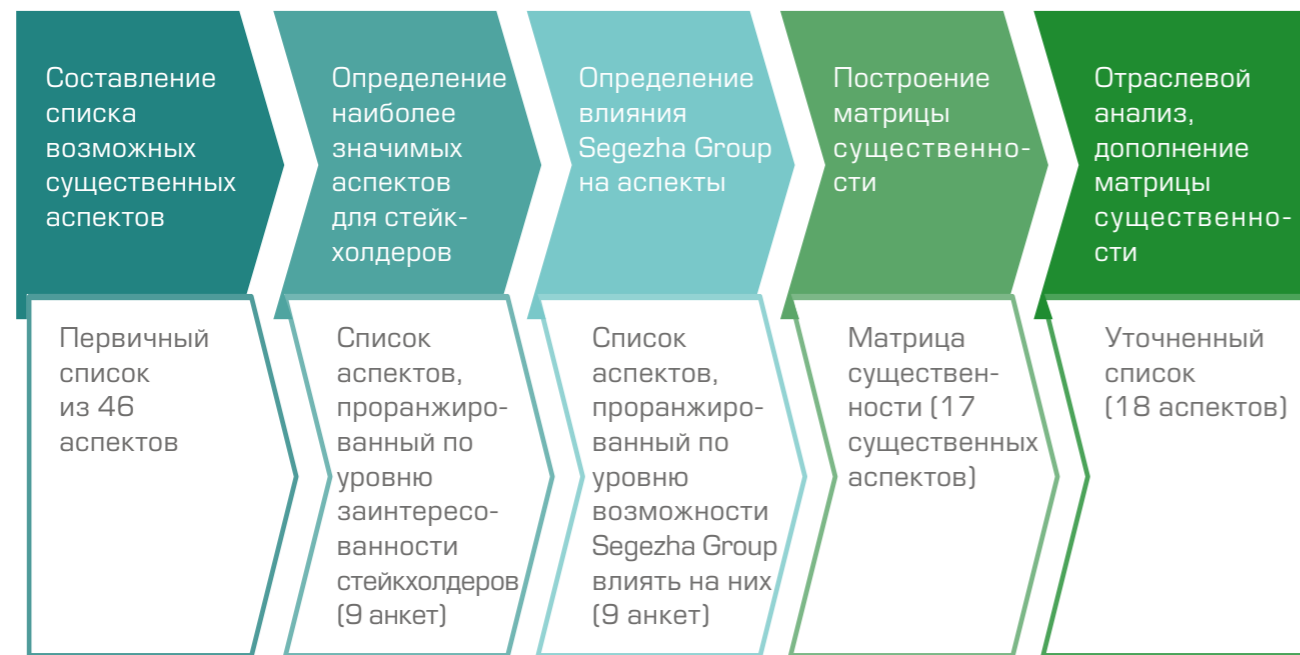 Составление
списка
возможных
существенных
аспектов
Определение
наиболее
значимых
аспектов
для стейк-
холдеров
Определение
влияния
Segezha Group
на аспекты
Построение
матрицы
существенно-
сти
Отраслевой
анализ,
дополнение
матрицы
существенно-
сти
Первичный
список
из 46
аспектов
Список
аспектов,
проранжиро-
ванный по
уровню
заинтересо-
ванности
стейкхолдеров
(9 анкет)
Список
аспектов,
проранжиро-
ванный по
уровню
возможности
Segezha Group
влиять на них
(9 анкет)
Матрица
существен-
ности (17
существенных
аспектов)
Уточненный
список
(18 аспектов)